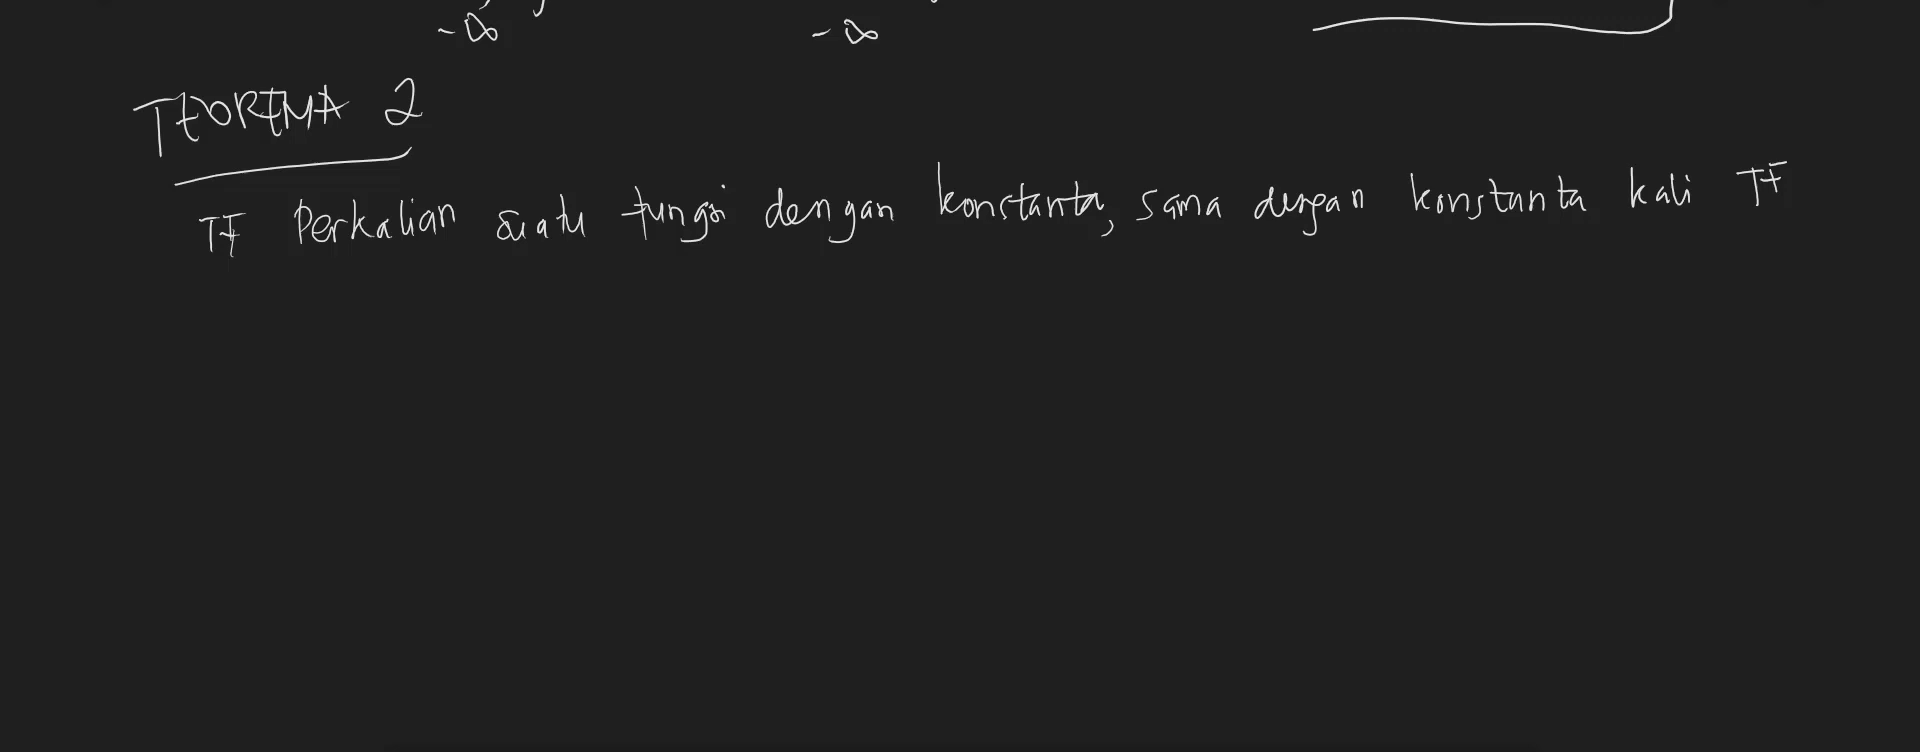 -∞ -∞
TEOREMA 2
TF Perkalian suatu fungsi dengan konstanta, sama dengan konstanta kali TF